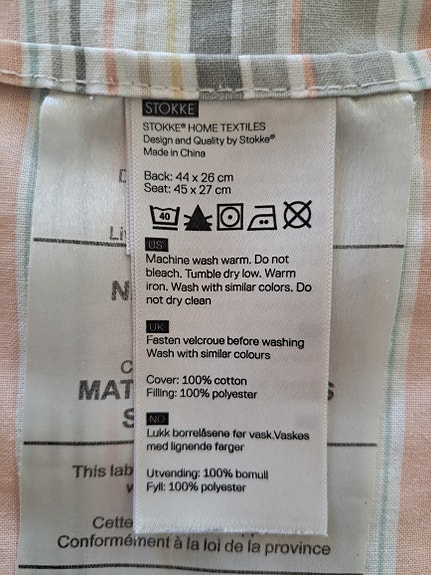 STOKKE
STOKKE® HOME TEXTILES
Design and Quality by Stokke®
Made in China
Back: 44 x 26 cm
Seat: 45 x 27 cm
40
US
Machine wash warm. Do not
bleach. Tumble dry low. Warm
iron. Wash with similar colors. Do
not dry clean
UK
Fasten velcroue before washing
Wash with similar colours
Cover: 100% cotton
Filling: 100% polyester
NO
Lukk borrelåsene før vask.Vaskes
med lignende farger
Utvending: 100% bomull
Fyll: 100% polyester
MAT
This lab
Cette
Conformément à la loi de la province